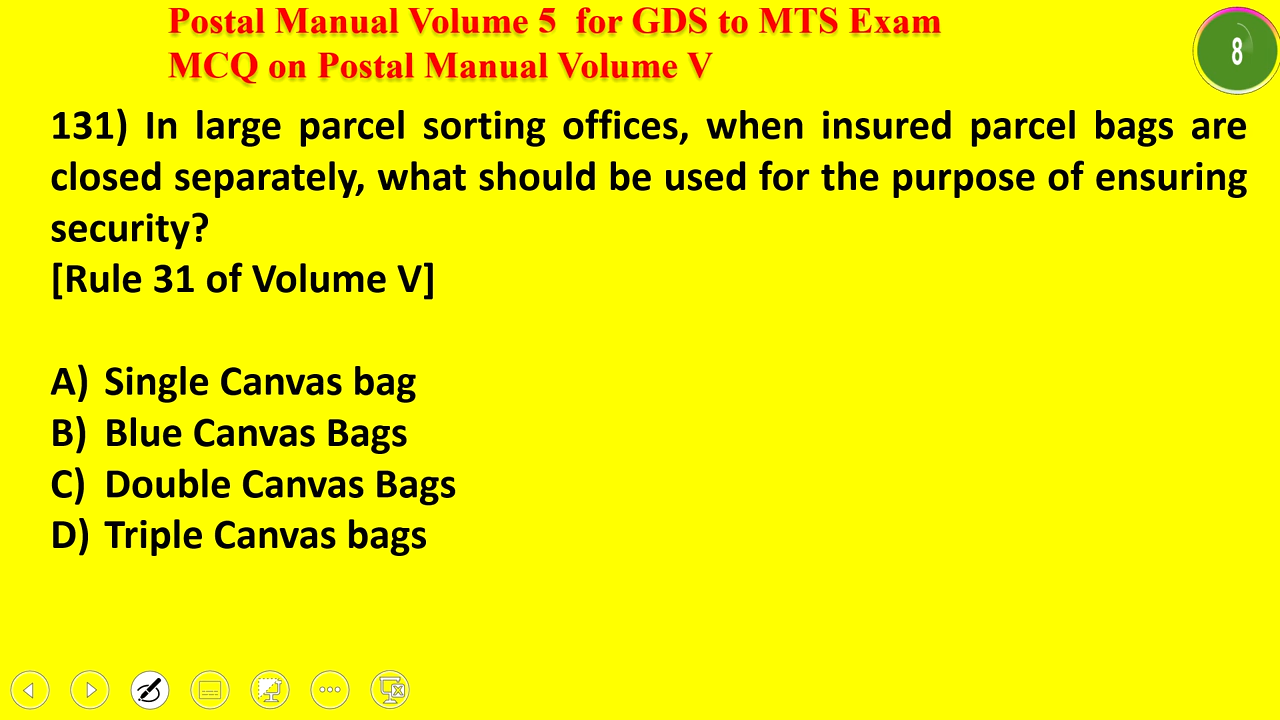 Postal Manual Volume 5 for GDS to MTS Exam
MCQ on Postal Manual Volume V
8
131) In large parcel sorting offices, when insured parcel bags are
closed separately, what should be used for the purpose of ensuring
security?
[Rule 31 of Volume V]
A) Single Canvas bag
B) Blue Canvas Bags
C) Double Canvas Bags
D) Triple Canvas bags